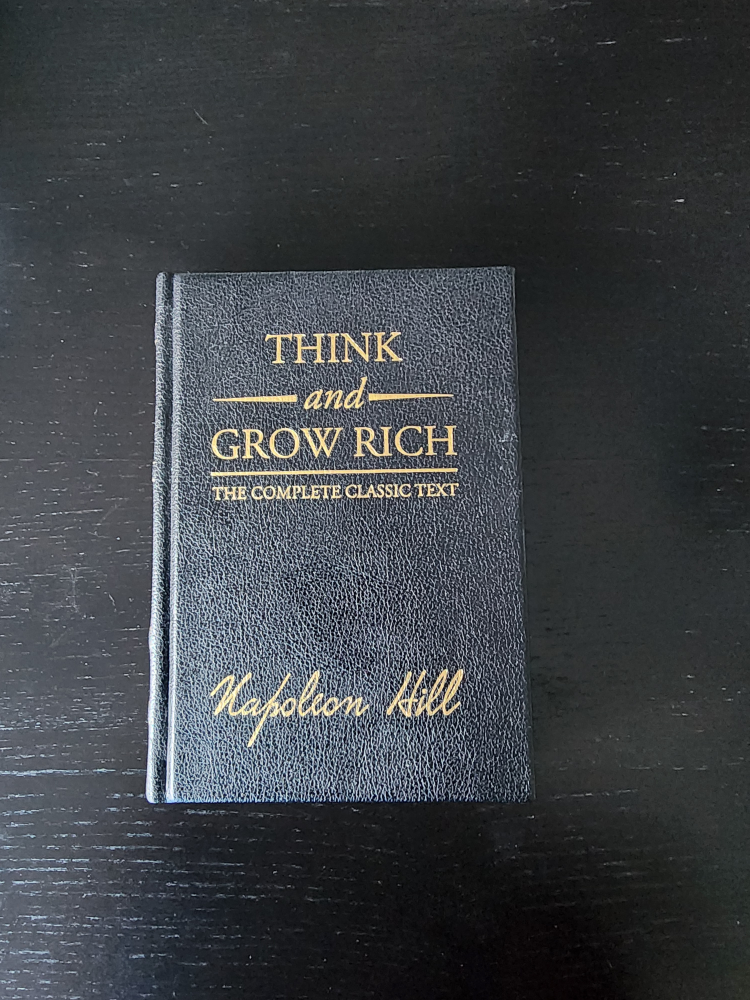 THINK
and
GROW RICH
THE COMPLETE CLASSIC TEXT
Napoleon Hill